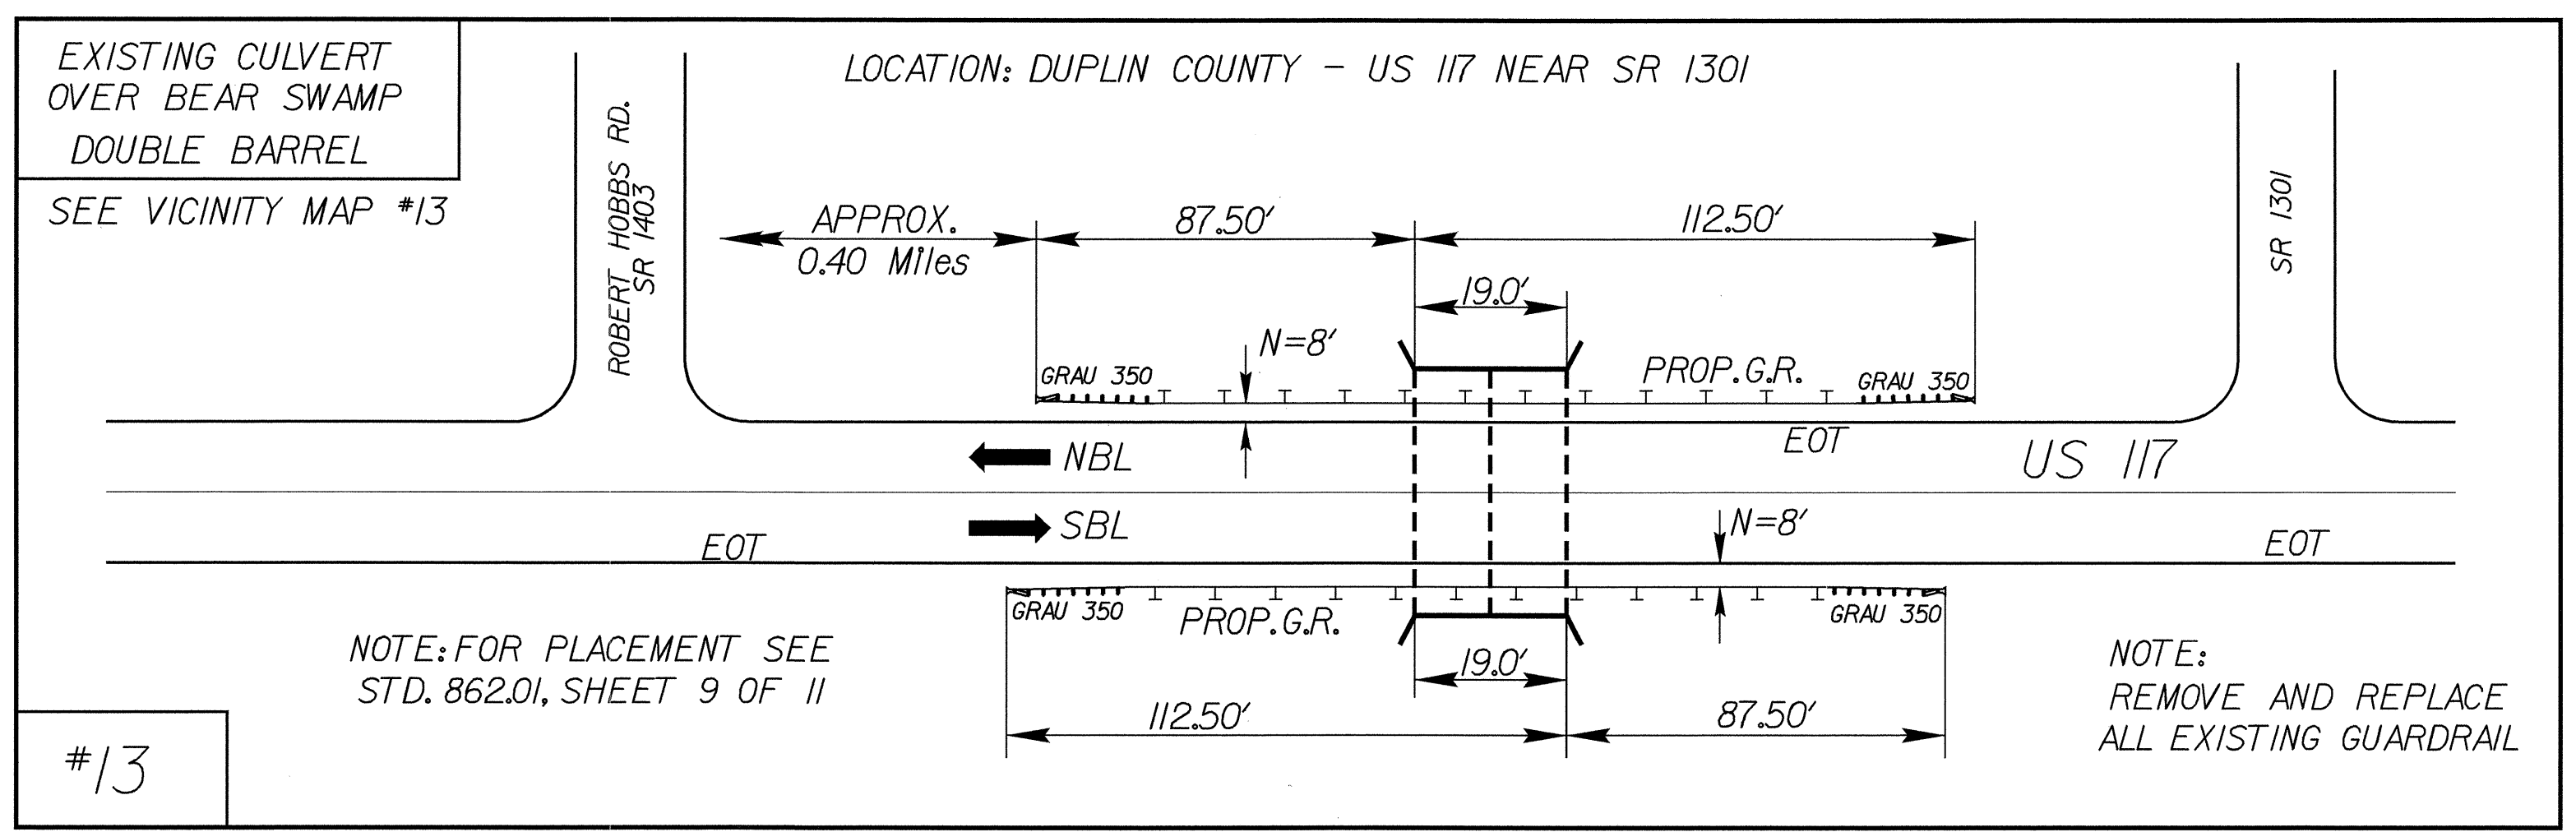 EXISTING CULVERT
OVER BEAR SWAMP
DOUBLE BARREL
SEE VICINITY MAP #13
LOCATION: DUPLIN COUNTY - US 117 NEAR SR 1301
ROBERT HOBBS RD.
SR 1403
SR 1301
APPROX.
0.40 Miles
87.50'
112.50'
19.0'
N=8'
GRAU 350
PROP. G.R.
GRAU 350
EOT
US 117
NBL
SBL
EOT
N=8'
EOT
GRAU 350
PROP. G.R.
GRAU 350
19.0'
112.50'
87.50'
NOTE: FOR PLACEMENT SEE
STD. 862.01, SHEET 9 OF 11
NOTE:
REMOVE AND REPLACE
ALL EXISTING GUARDRAIL
#13